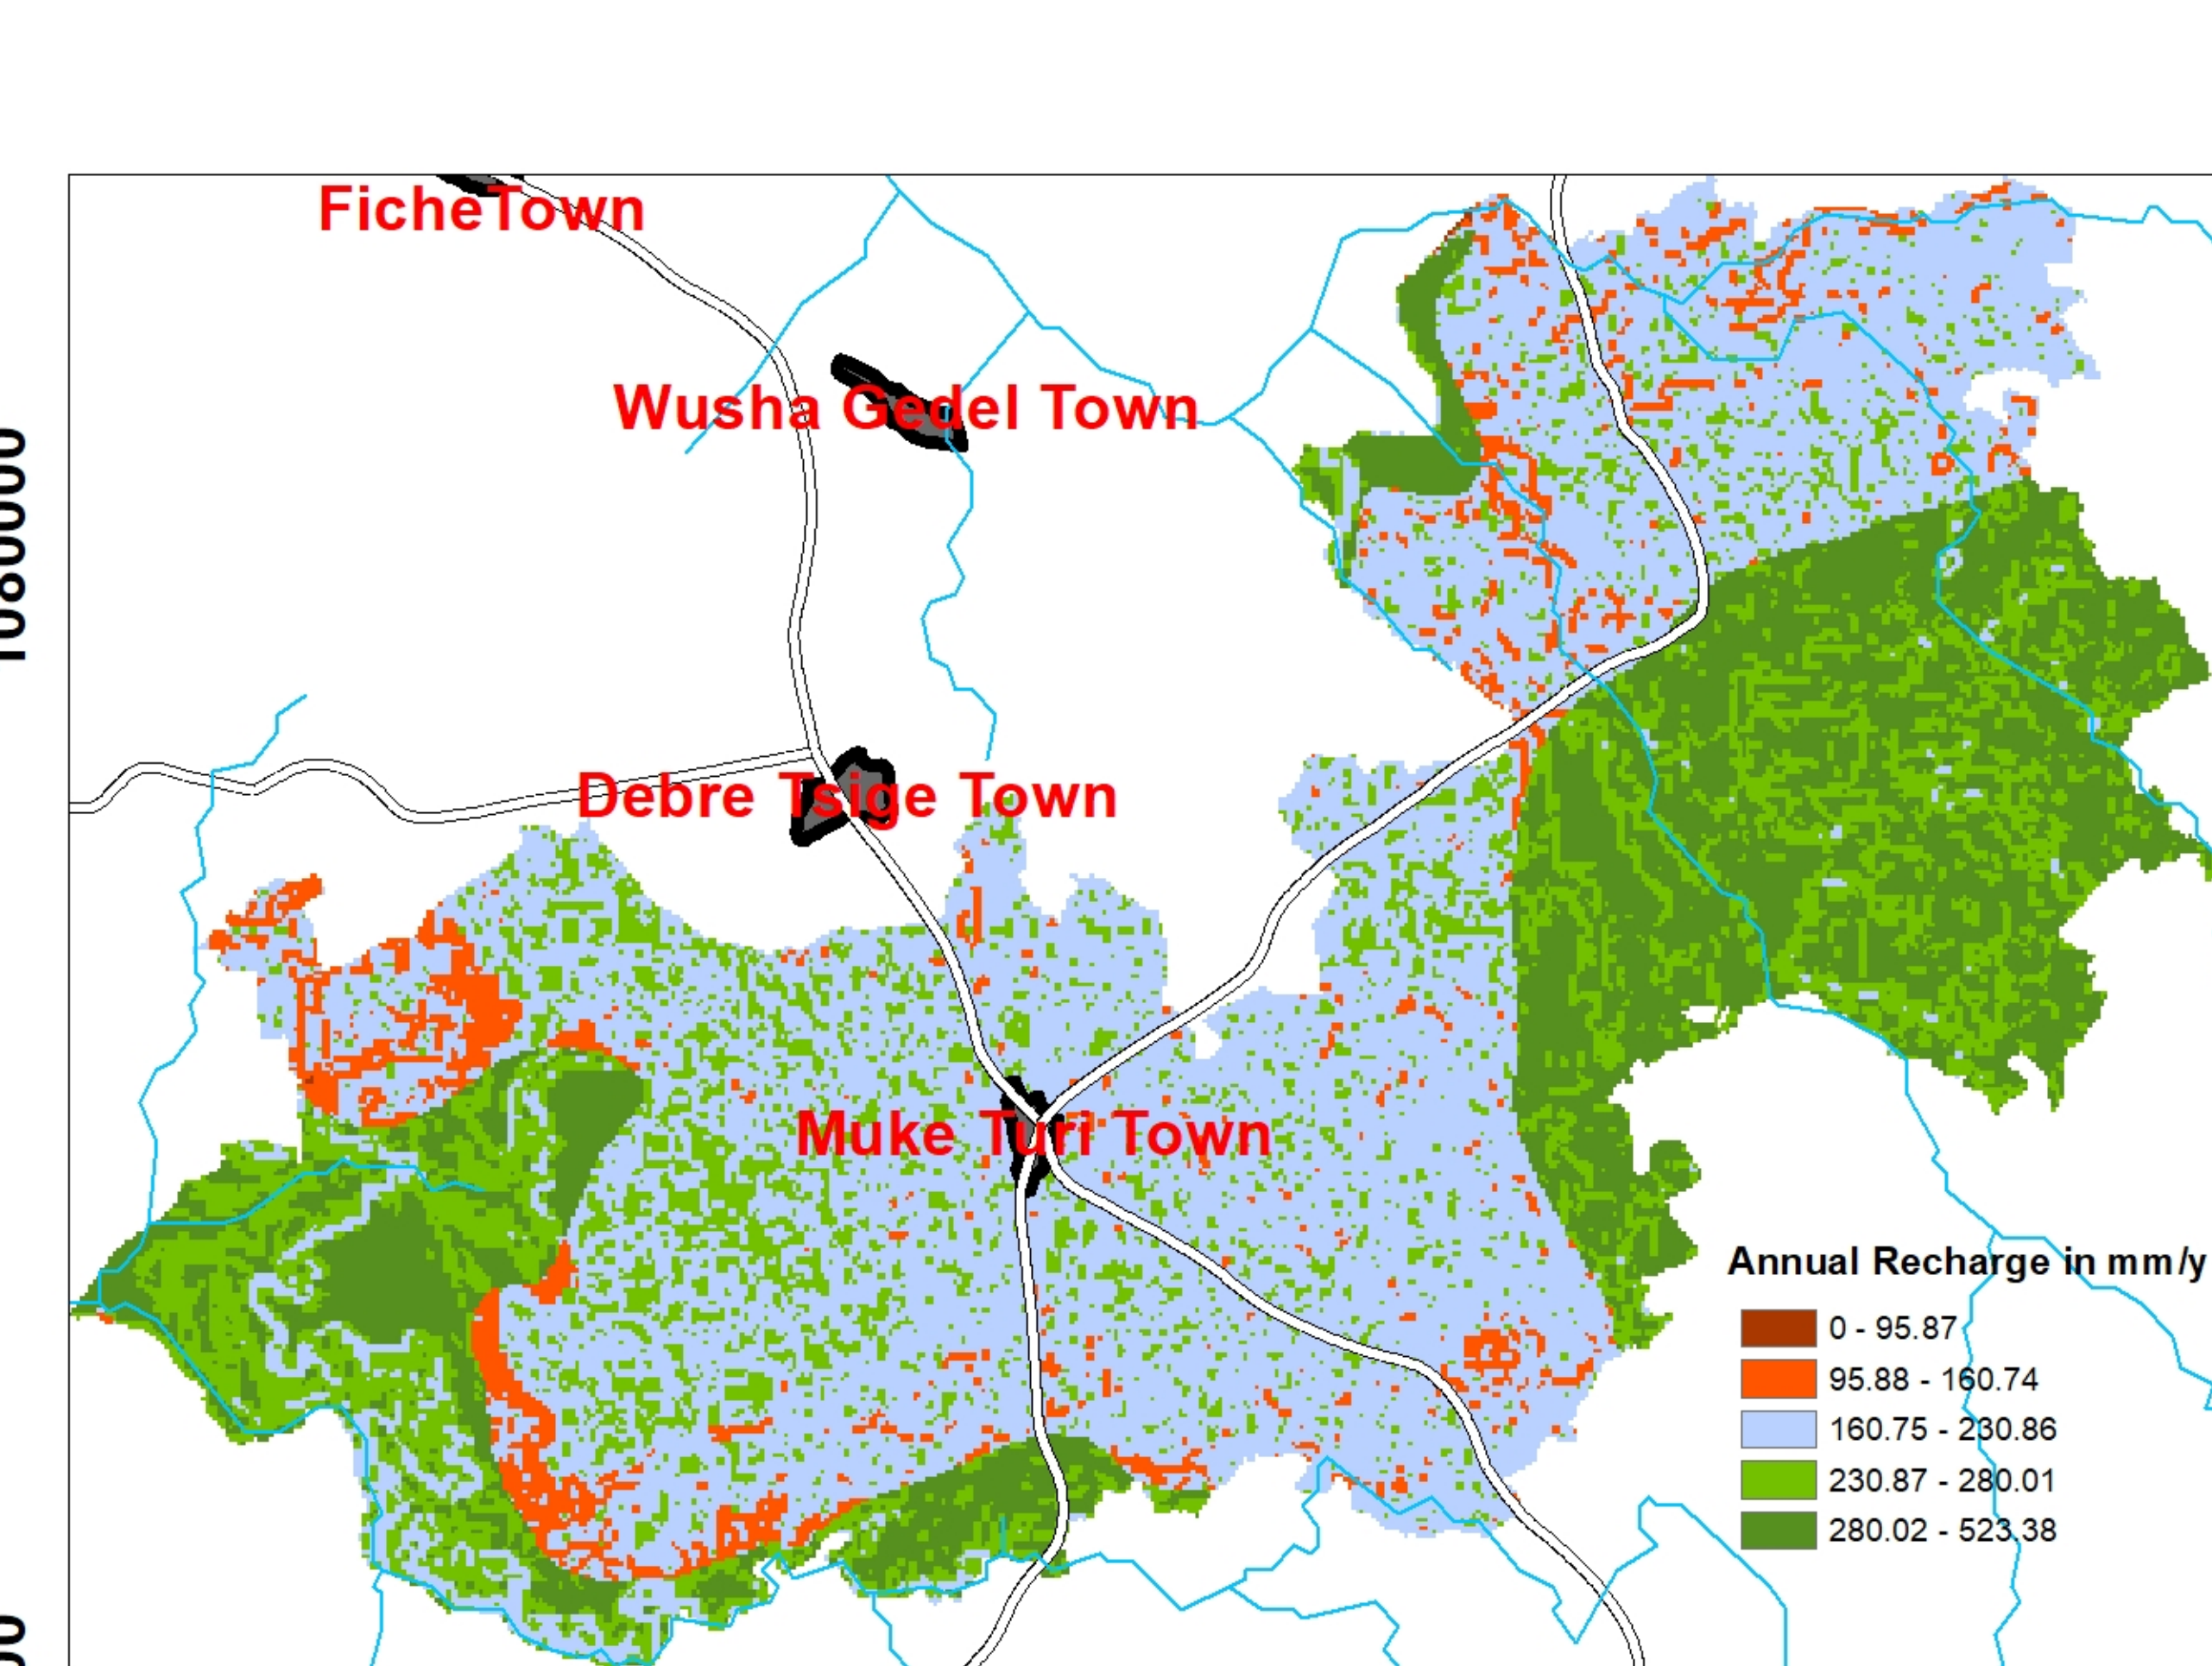 FicheTown
Wusha Gedel Town
1080000
Debre Tsige Town
Muke Turi Town
Annual Recharge in mm/y
0 - 95.87
95.88 - 160.74
160.75 - 230.86
230.87 - 280.01
280.02 - 523.38